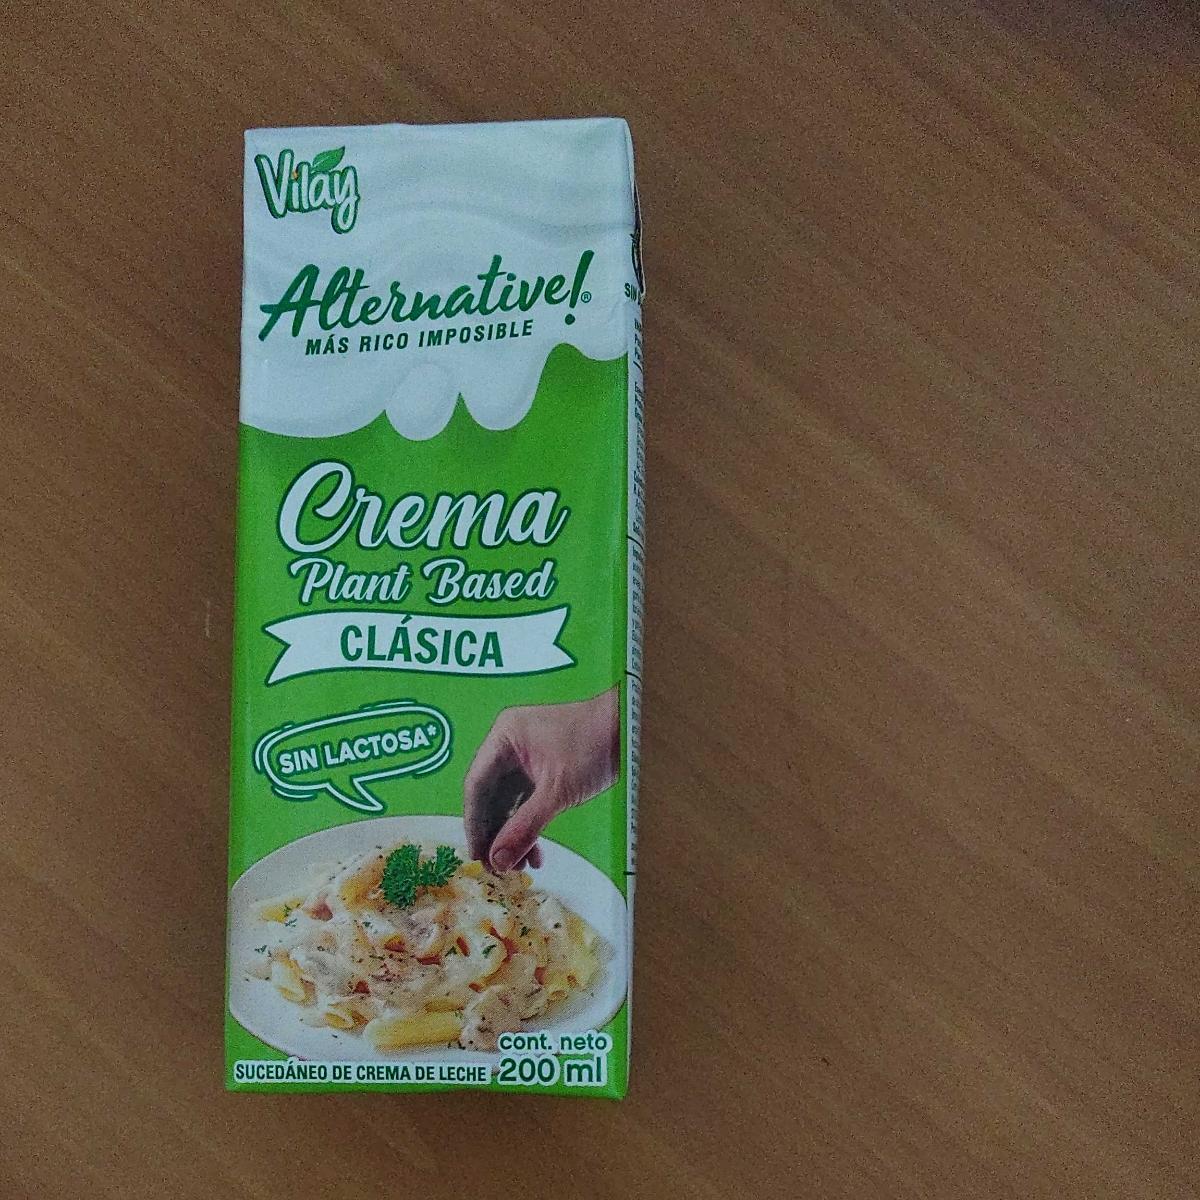 Vilay
Alternative!®
MÁS RICO IMPOSIBLE
Crema
Plant Based
CLÁSICA
SIN LACTOSA*
cont. neto
SUCEDÁNEO DE CREMA DE LECHE 200 ml